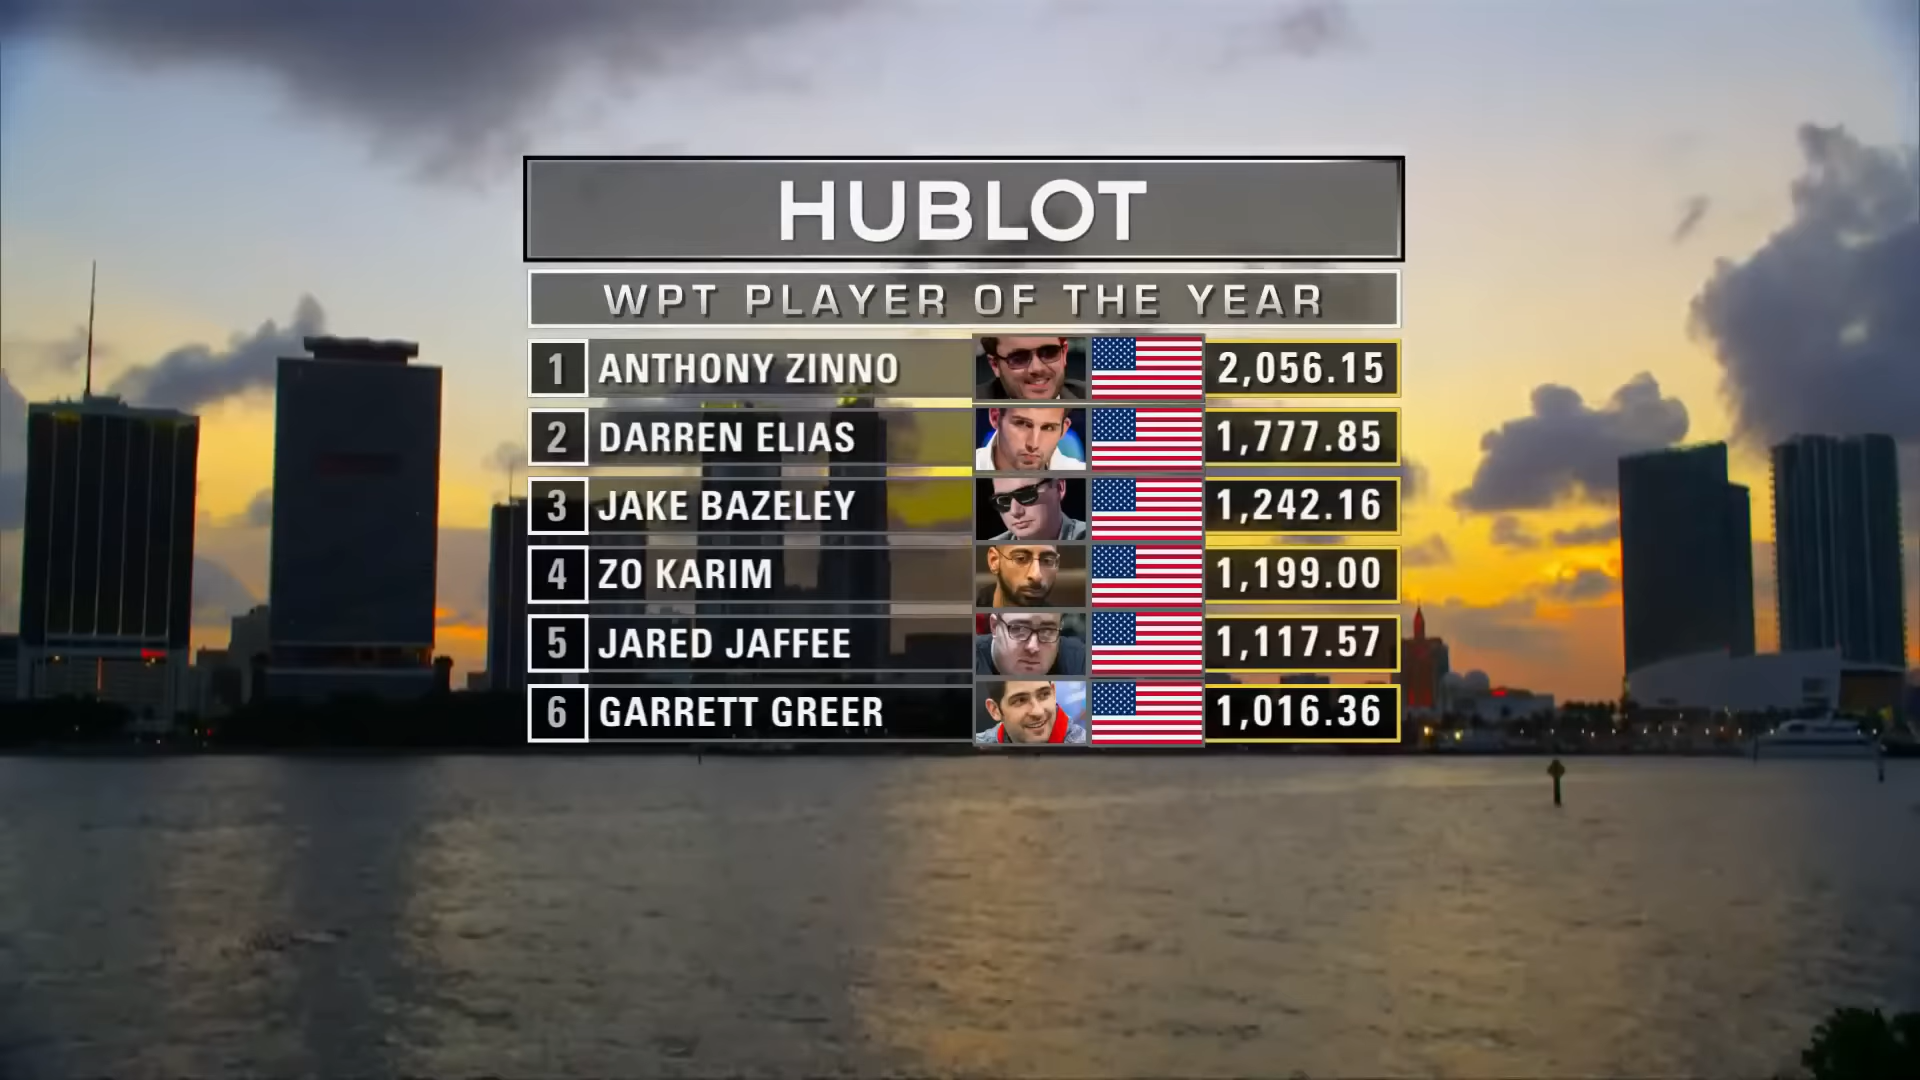 HUBLOT
WPT PLAYER OF THE YEAR
1 ANTHONY ZINNO 2,056.15
2 DARREN ELIAS 1,777.85
3 JAKE BAZELEY 1,242.16
4 ZO KARIM 1,199.00
5 JARED JAFFEE 1,117.57
6 GARRETT GREER 1,016.36